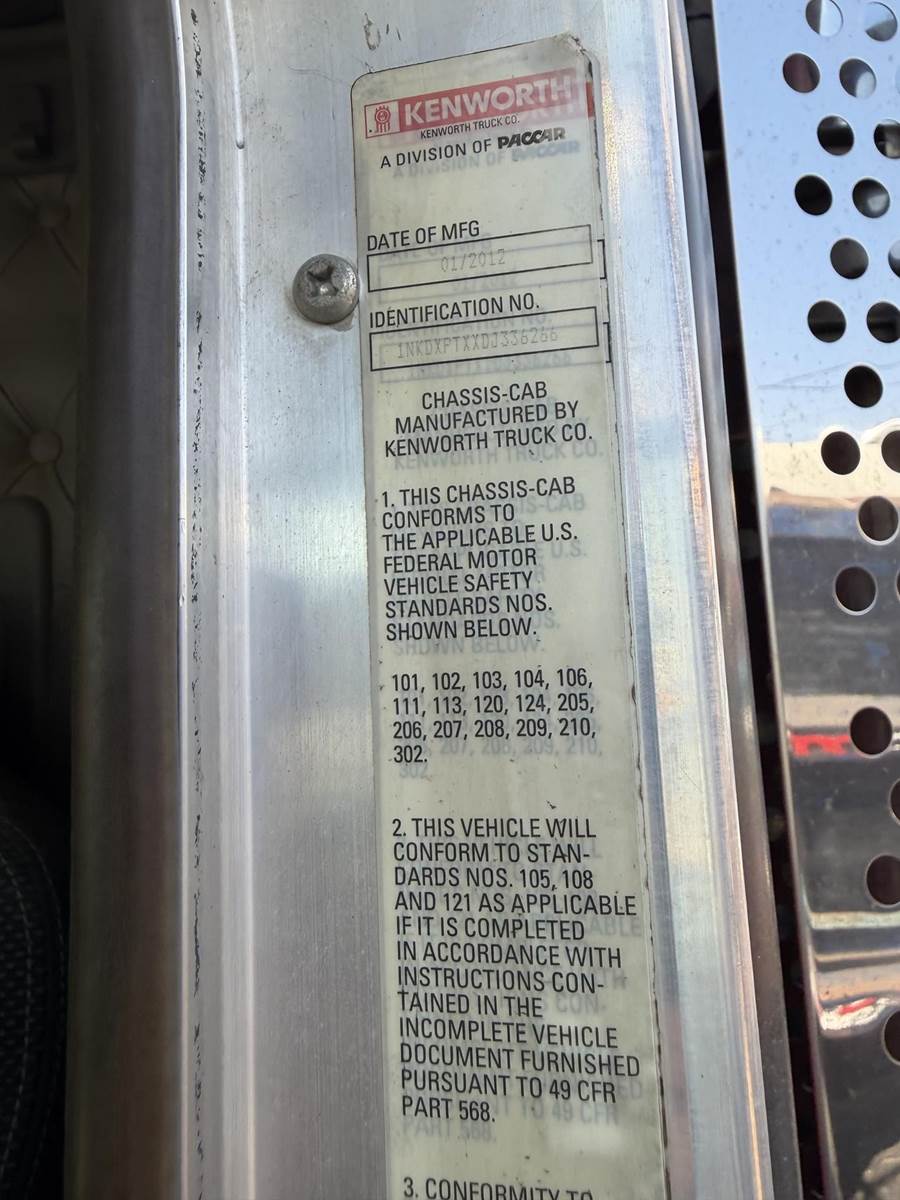 KENWORTH
KENWORTH TRUCK CO.
A DIVISION OF PACCAR
DATE OF MFG
01/2012
IDENTIFICATION NO.
1NKDXPTXXDJ336266
CHASSIS-CAB
MANUFACTURED BY
KENWORTH TRUCK CO.
1. THIS CHASSIS-CAB
CONFORMS TO
THE APPLICABLE U.S.
FEDERAL MOTOR
VEHICLE SAFETY
STANDARDS NOS.
SHOWN BELOW.
101, 102, 103, 104, 106,
111, 113, 120, 124, 205,
206, 207, 208, 209, 210,
302.
2. THIS VEHICLE WILL
CONFORM TO STAN-
DARDS NOS. 105, 108
AND 121 AS APPLICABLE
IF IT IS COMPLETED
IN ACCORDANCE WITH
INSTRUCTIONS CON-
TAINED IN THE
INCOMPLETE VEHICLE
DOCUMENT FURNISHED
PURSUANT TO 49 CFR
PART 568.
3. CONFORMITY TO